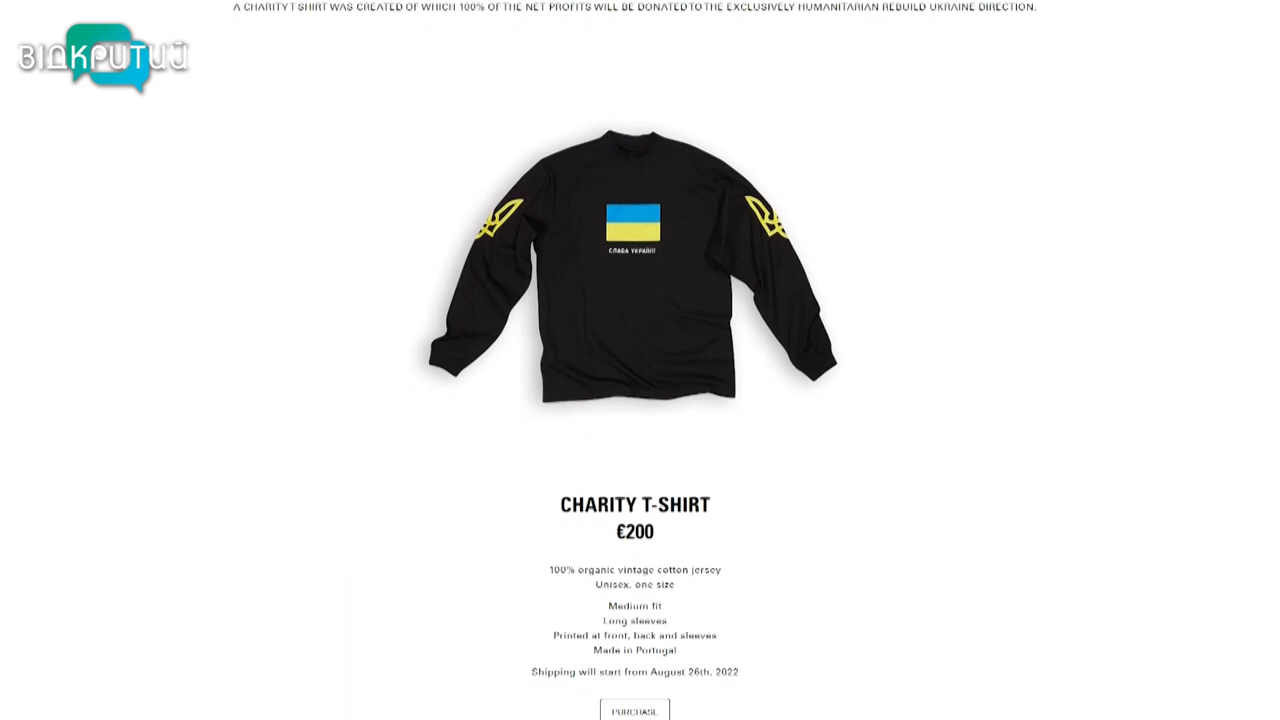 A CHARITY T SHIRT WAS CREATED OF WHICH 100% OF THE NET PROFITS WILL BE DONATED TO THE EXCLUSIVELY HUMANITARIAN REBUILD UKRAINE DIRECTION.
ВІДКРИТИЙ
СЛАВА УКРАЇНІ!
CHARITY T-SHIRT
€200
100% organic vintage cotton jersey
Unisex, one size
Medium fit
Long sleeves
Printed at front, back and sleeves
Made in Portugal
Shipping will start from August 26th, 2022
PURCHASE